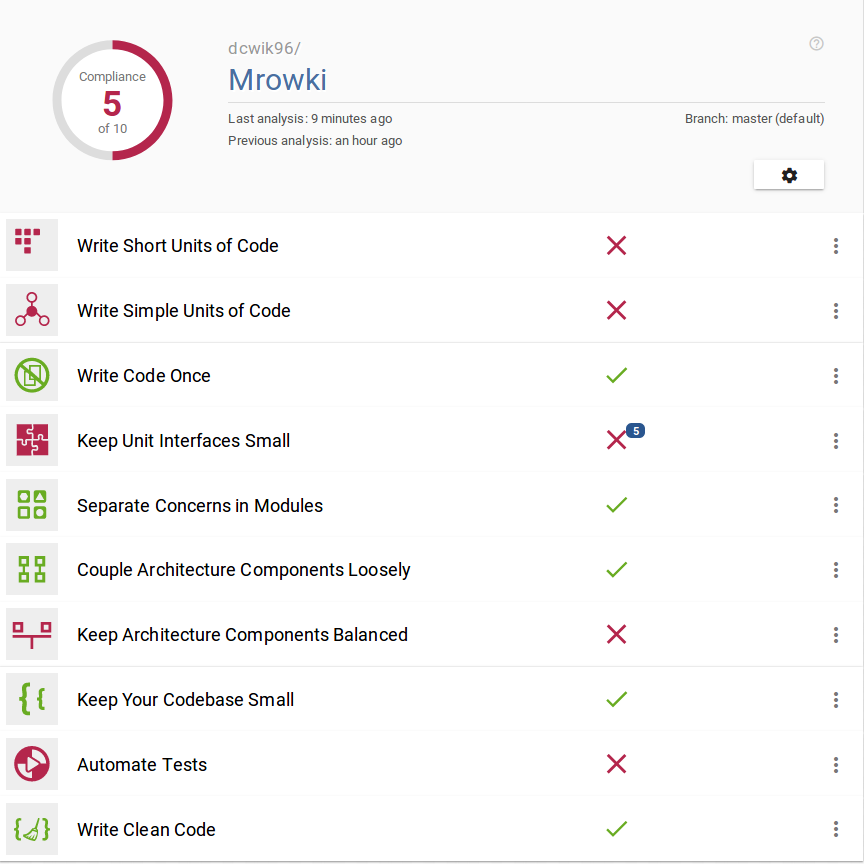 Compliance
5
of 10
dcwik96/
Mrowki
Last analysis: 9 minutes ago
Branch: master (default)
Previous analysis: an hour ago
Write Short Units of Code
Write Simple Units of Code
Write Code Once
Keep Unit Interfaces Small
5
Separate Concerns in Modules
Couple Architecture Components Loosely
Keep Architecture Components Balanced
Keep Your Codebase Small
Automate Tests
Write Clean Code